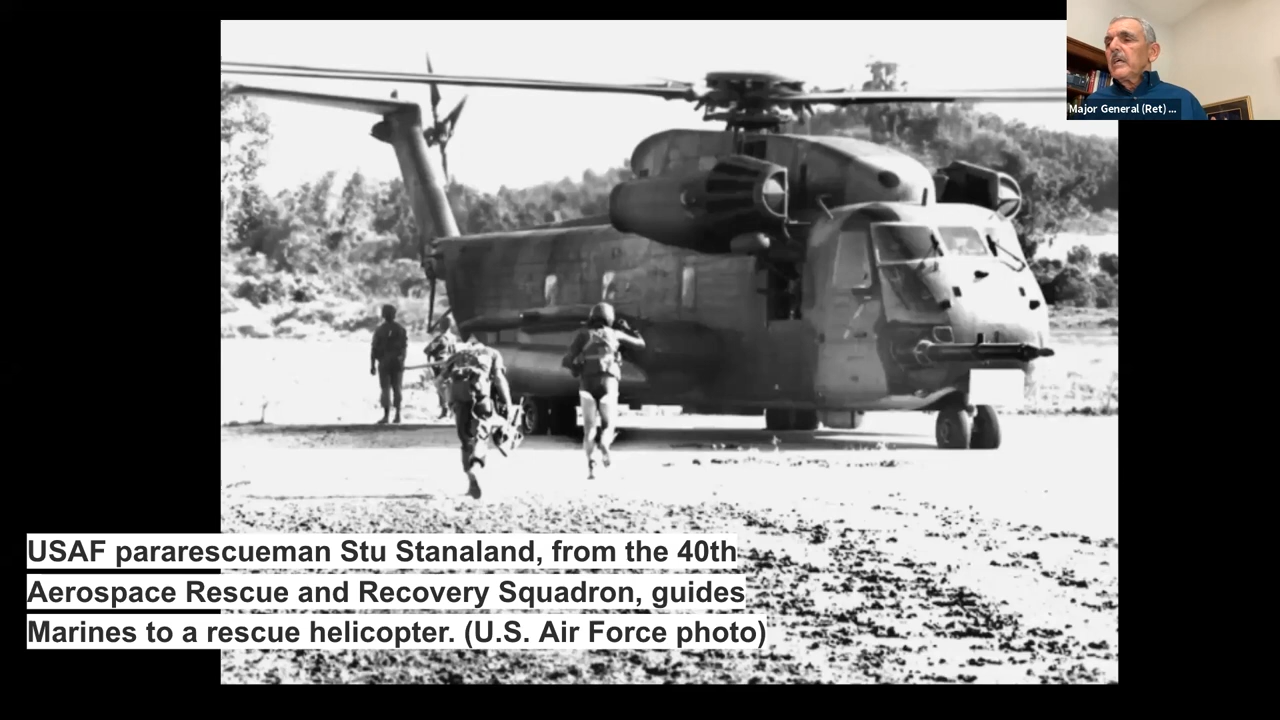 Major General (Ret) ...
USAF pararescueman Stu Stanaland, from the 40th
Aerospace Rescue and Recovery Squadron, guides
Marines to a rescue helicopter. (U.S. Air Force photo)